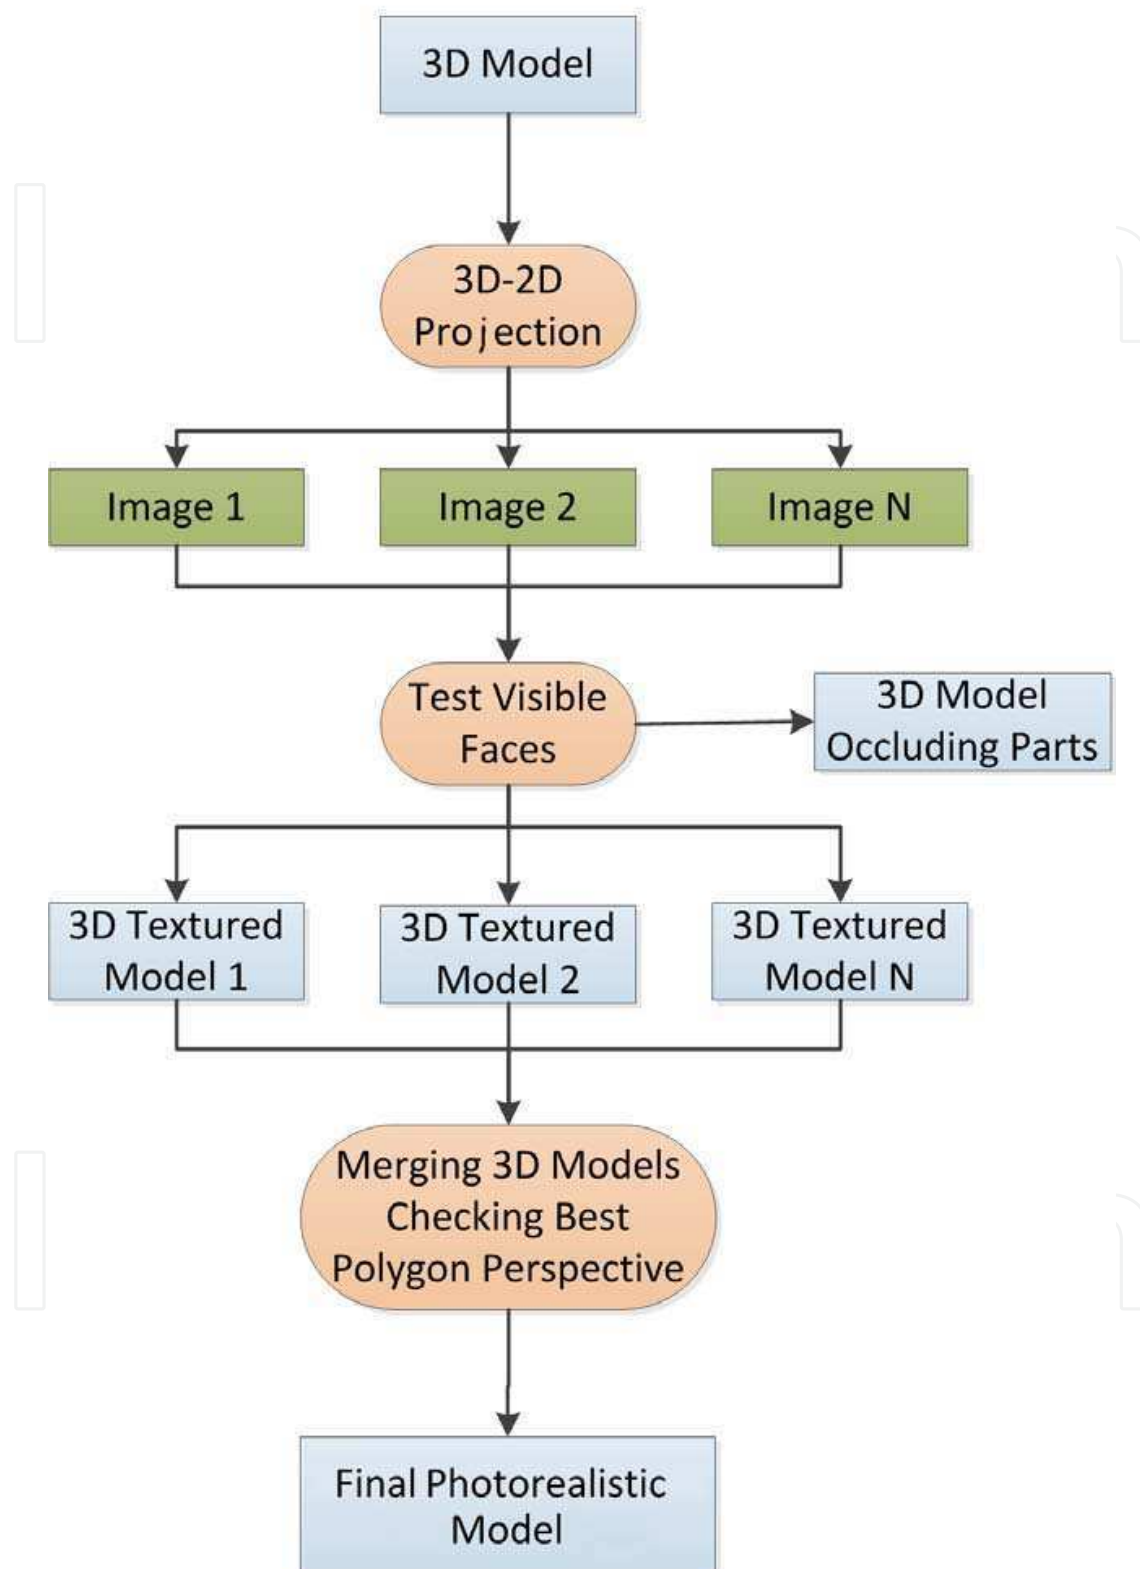 3D Model
3D-2D
Projection
Image 1
Image 2
Image N
Test Visible
Faces
3D Model
Occluding Parts
3D Textured
Model 1
3D Textured
Model 2
3D Textured
Model N
Merging 3D Models
Checking Best
Polygon Perspective
Final Photorealistic
Model